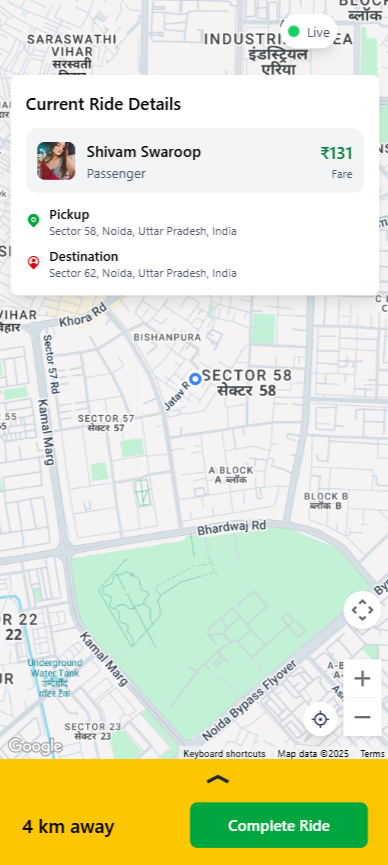 BLOCK
ब्लॉक
SARASWATHI
VIHAR
सरस्वती
INDUSTRI
EA
इंडस्ट्रियल
एरिया
Live
Current Ride Details
Shivam Swaroop
₹131
Passenger
Fare
Pickup
Sector 58, Noida, Uttar Pradesh, India
Destination
Sector 62, Noida, Uttar Pradesh, India
VIHAR
Khora Rd
BISHANPURA
Sector 57 Rd
SECTOR 58
सेक्टर 58
Jatav R
Kamal Marg
SECTOR 57
सेक्टर 57
55
A BLOCK
A ब्लॉक
BLOCK B
ब्लॉक B
Bhardwaj Rd
R 22
22
Kamal Marg
Underground
Water Tank
अंडरग्राउंड
वॉटर टैंक
Noida Bypass Flyover
SECTOR 23
सेक्टर 23
Google
Keyboard shortcuts
Map data ©2025
Terms
4 km away
Complete Ride